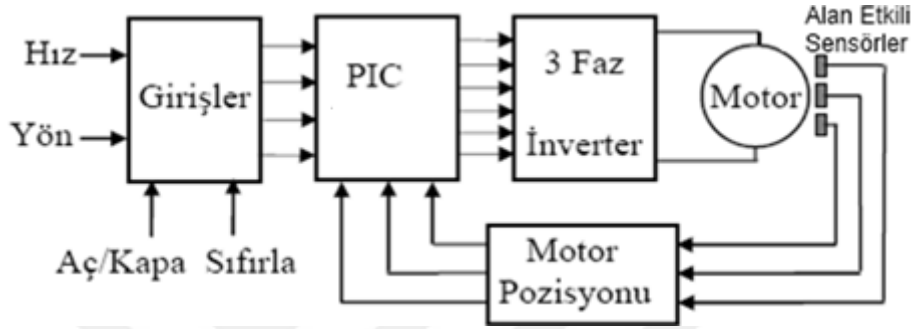 Hız
Yön
Girişler
Aç/Kapa
Sıfırla
PIC
3 Faz
İnverter
Motor
Alan Etkili
Sensörler
Motor
Pozisyonu